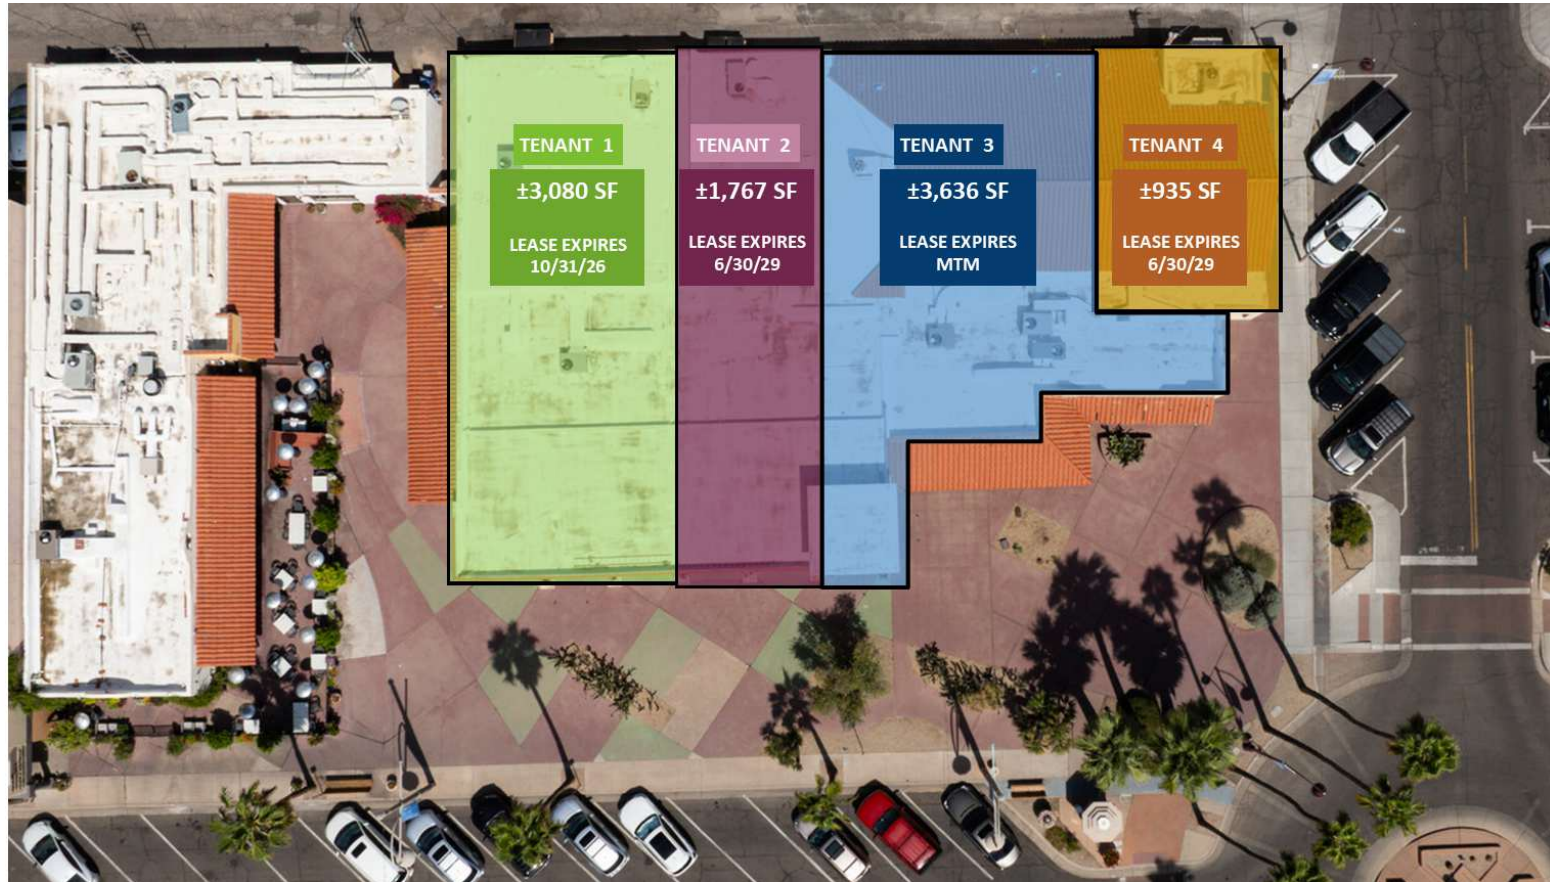 TENANT 1
±3,080 SF
LEASE EXPIRES
10/31/26
TENANT 2
±1,767 SF
LEASE EXPIRES
6/30/29
TENANT 3
±3,636 SF
LEASE EXPIRES
MTM
TENANT 4
±935 SF
LEASE EXPIRES
6/30/29